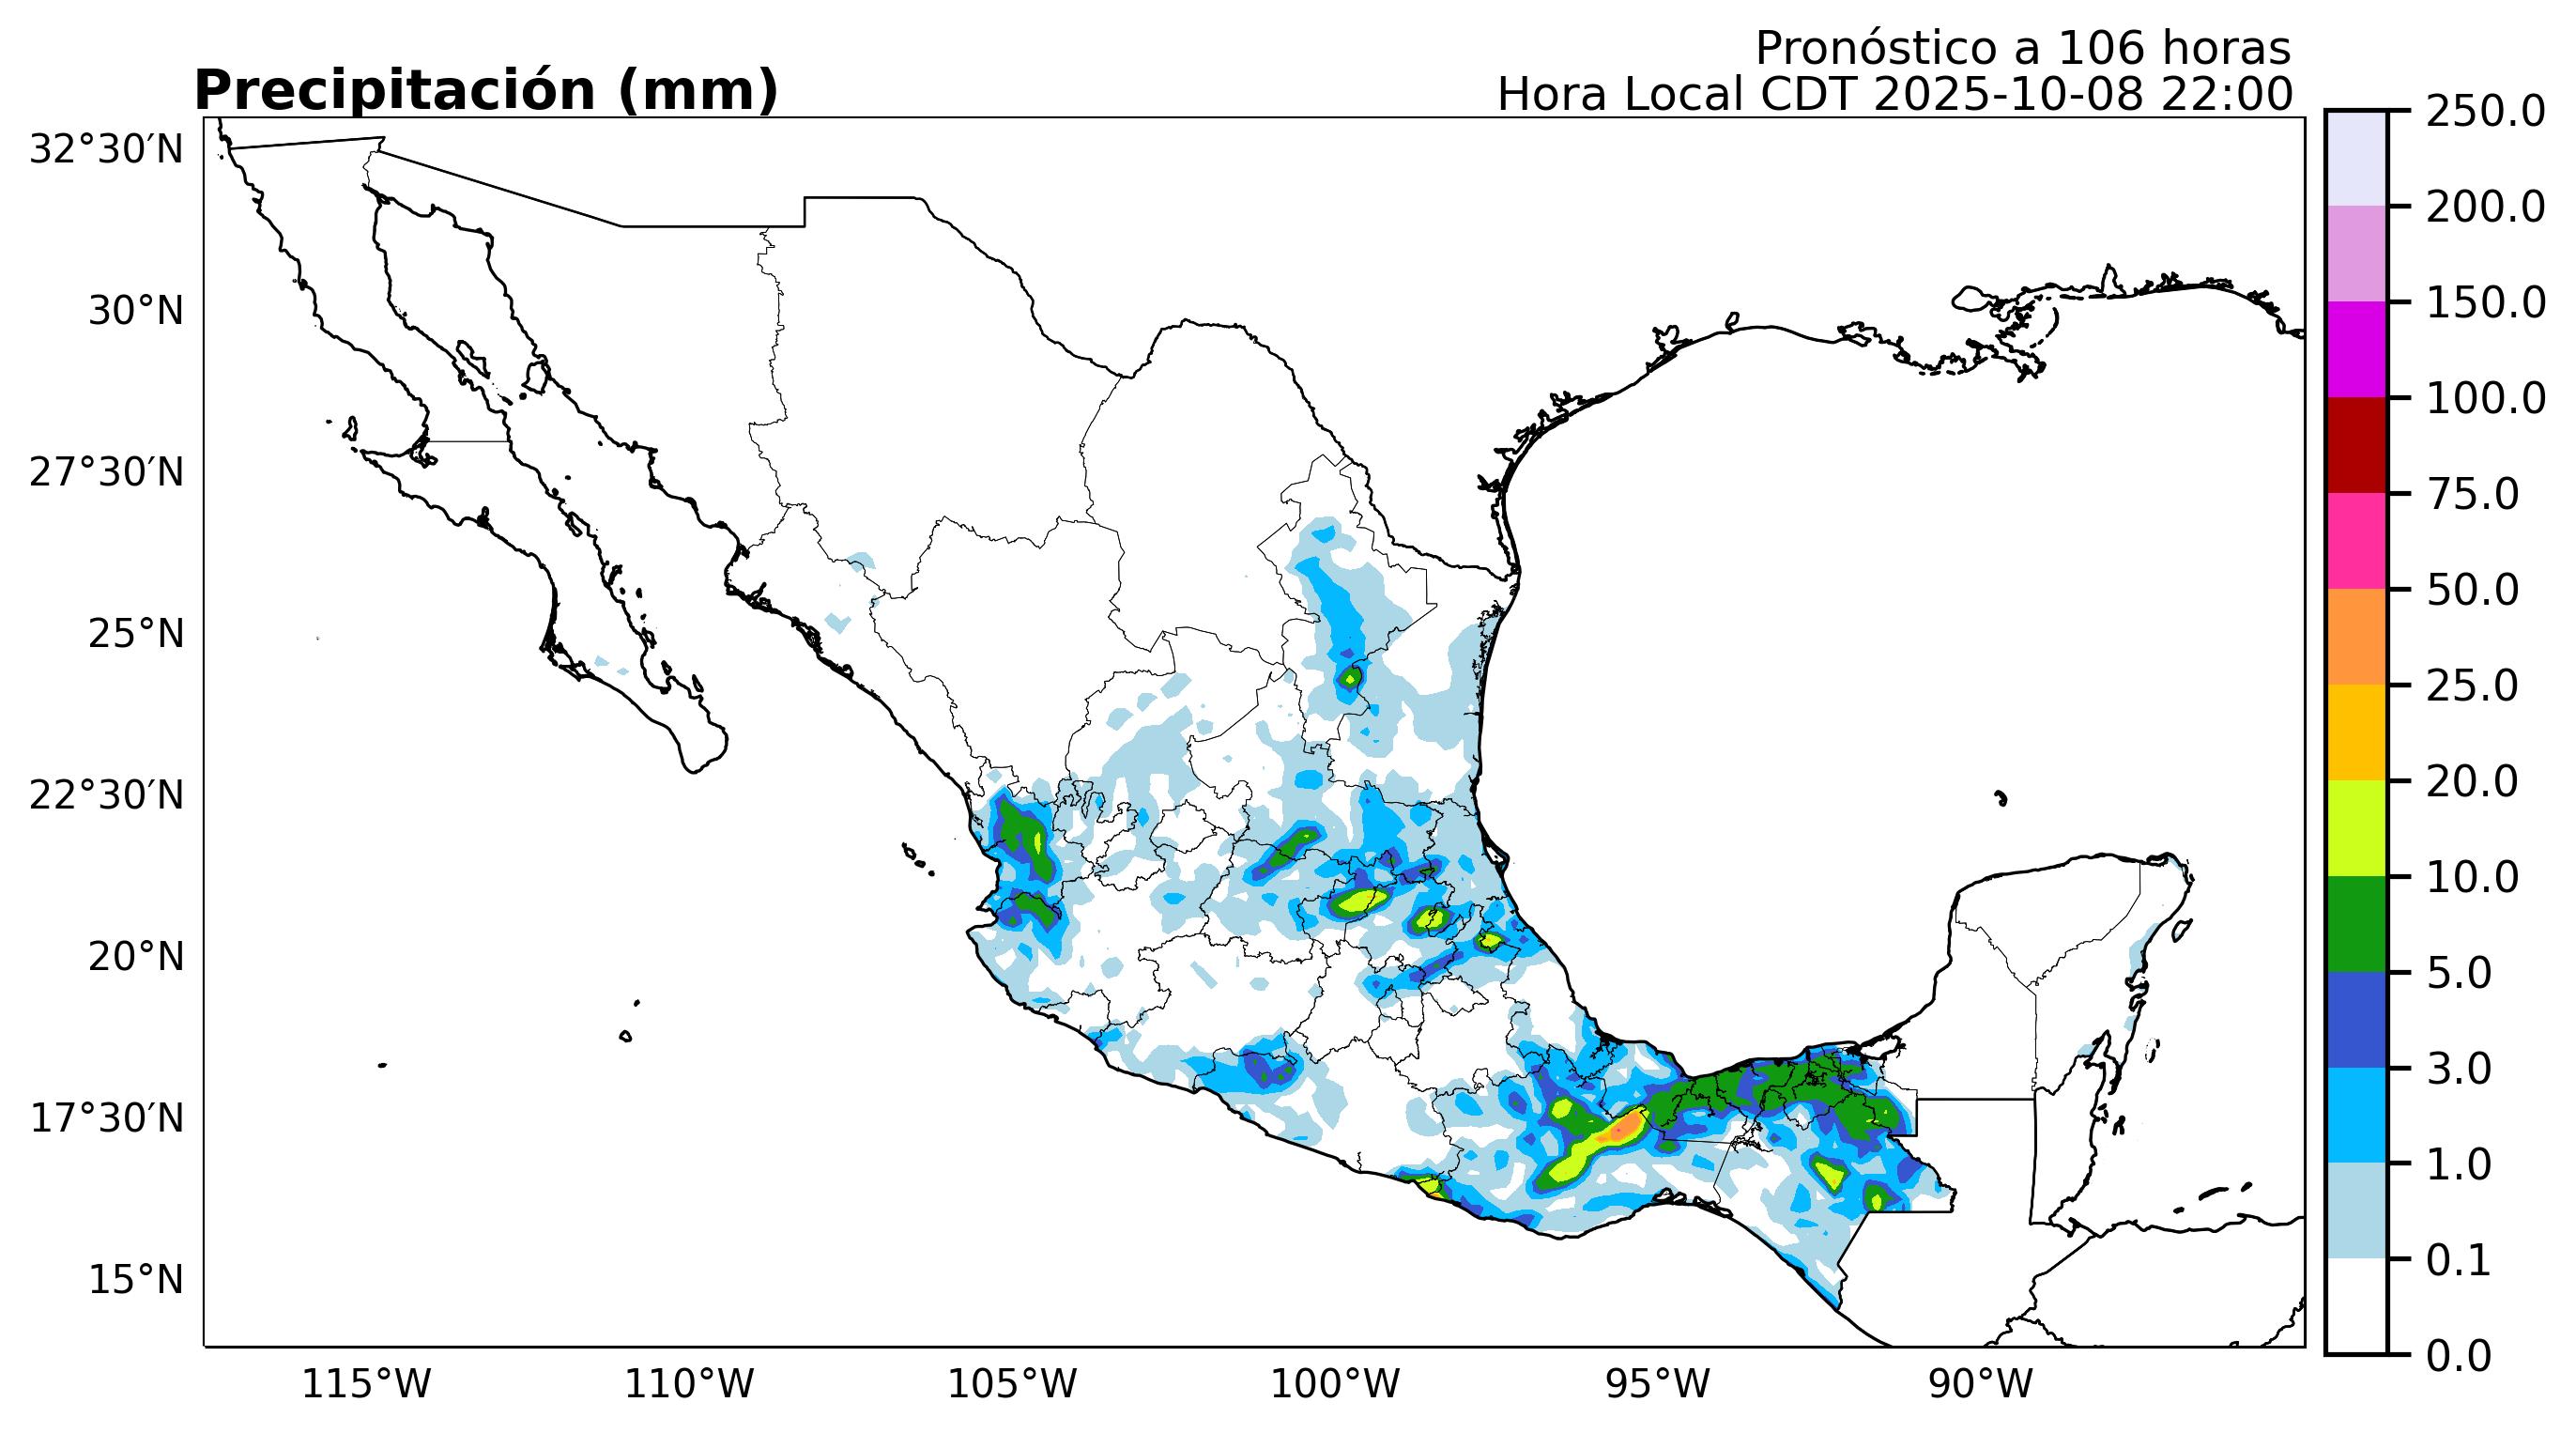 Pronóstico a 106 horas
Precipitación (mm)
Hora Local CDT 2025-10-08 22:00
32°30′N
30°N
27°30′N
25°N
22°30′N
20°N
17°30′N
15°N
115°W
110°W
105°W
100°W
95°W
90°W
250.0
200.0
150.0
100.0
75.0
50.0
25.0
20.0
10.0
5.0
3.0
1.0
0.1
0.0